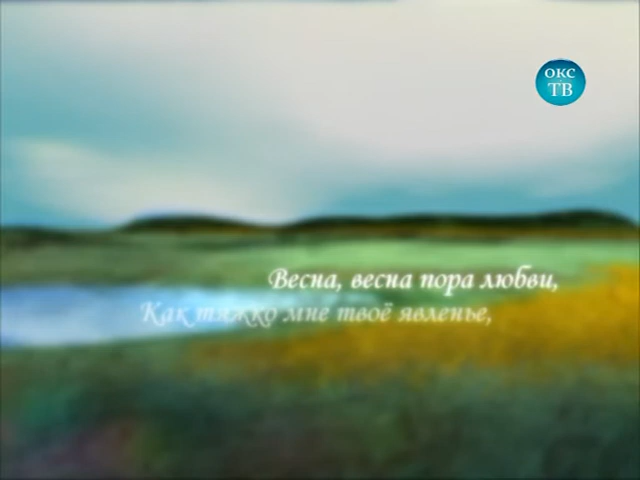 ОКС
ТВ
Весна, весна пора любви,
Как тяжко мне твоё явленье,